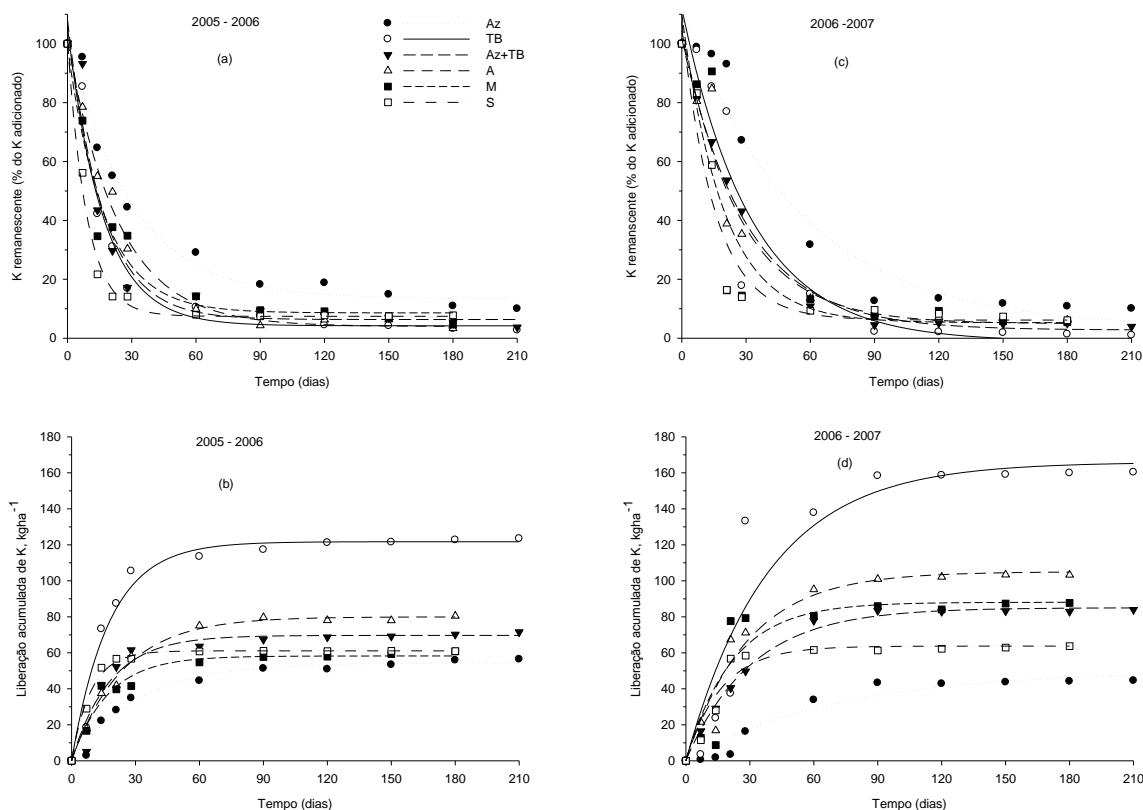 2005 - 2006
(a)
Az
TB
Az+TB
A
M
S
K remanescente (% do K adicionado)
100
80
60
40
20
0
0 30 60 90 120 150 180 210
Tempo (dias)
2006 -2007
(c)
K remanscente (% do K adicionado)
100
80
60
40
20
0
0 30 60 90 120 150 180 210
Tempo (dias)
2005 - 2006
(b)
Liberação acumulada de K, kgha-1
180
160
140
120
100
80
60
40
20
0
0 30 60 90 120 150 180 210
Tempo (dias)
2006 - 2007
(d)
Liberação acumulada de K, kgha-1
180
160
140
120
100
80
60
40
20
0
0 30 60 90 120 150 180 210
Tempo (dias)